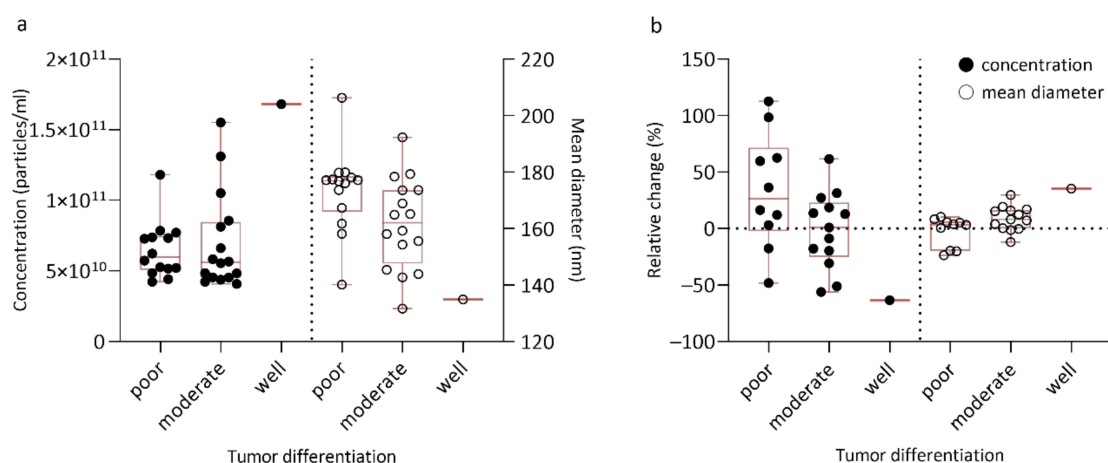 a
2×10¹¹
1.5×10¹¹
1×10¹¹
5×10¹⁰
0
Concentration (particles/ml)
220
200
180
160
140
120
Mean diameter (nm)
poor
moderate
well
poor
moderate
well
Tumor differentiation
b
150
100
50
0
−50
−100
Relative change (%)
concentration
mean diameter
poor
moderate
well
poor
moderate
well
Tumor differentiation